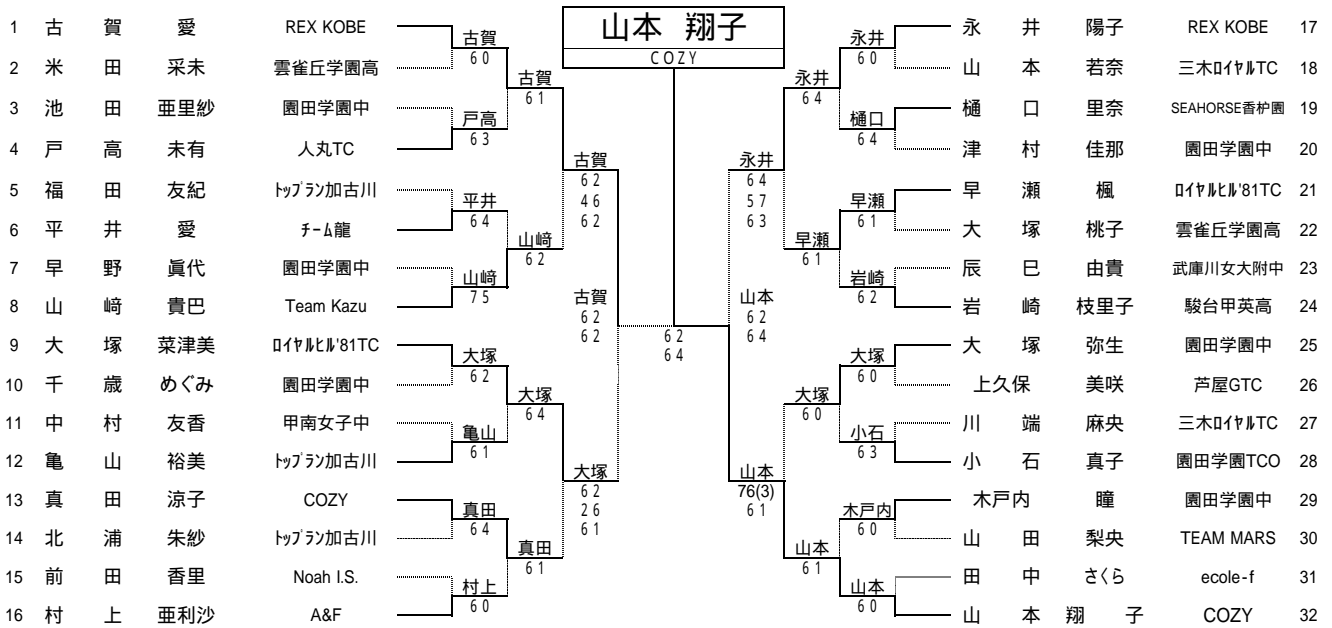 山本 翔子
COZY
1 古 賀 愛 REX KOBE
2 米 田 采未 雲雀丘学園高
3 池 田 亜里紗 園田学園中
4 戸 高 未有 人丸TC
5 福 田 友紀 ﾄｯﾌﾟﾗﾝ加古川
6 平 井 愛 ﾁｰﾑ龍
7 早 野 眞代 園田学園中
8 山 﨑 貴巴 Team Kazu
9 大 塚 菜津美 ﾛｲﾔﾙﾋﾙ'81TC
10 千 歳 めぐみ 園田学園中
11 中 村 友香 甲南女子中
12 亀 山 裕美 ﾄｯﾌﾟﾗﾝ加古川
13 真 田 涼子 COZY
14 北 浦 朱紗 ﾄｯﾌﾟﾗﾝ加古川
15 前 田 香里 Noah I.S.
16 村 上 亜利沙 A&F
古賀
60
戸高
63
平井
64
山﨑
75
大塚
62
亀山
61
真田
64
村上
60
古賀
61
山﨑
62
大塚
64
真田
61
古賀
62
46
62
大塚
62
26
61
古賀
62
62
62
64
山本
62
64
永井
64
57
63
山本
76(3)
61
永井
64
早瀬
61
大塚
60
山本
61
永井
60
樋口
64
早瀬
61
岩崎
62
大塚
60
小石
63
木戸内
60
山本
60
永 井 陽子 REX KOBE 17
山 本 若奈 三木ﾛｲﾔﾙTC 18
樋 口 里奈 SEAHORSE香枦園 19
津 村 佳那 園田学園中 20
早 瀬 楓 ﾛｲﾔﾙﾋﾙ'81TC 21
大 塚 桃子 雲雀丘学園高 22
辰 巳 由貴 武庫川女大附中 23
岩 崎 枝里子 駿台甲英高 24
大 塚 弥生 園田学園中 25
上久保 美咲 芦屋GTC 26
川 端 麻央 三木ﾛｲﾔﾙTC 27
小 石 真子 園田学園TCO 28
木戸内 瞳 園田学園中 29
山 田 梨央 TEAM MARS 30
田 中 さくら ecole-f 31
山 本 翔 子 COZY 32